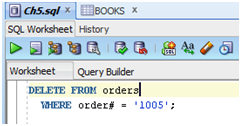 Ch5.sql BOOKS
SQL Worksheet History
Worksheet Query Builder
DELETE FROM orders
WHERE order# = '1005';